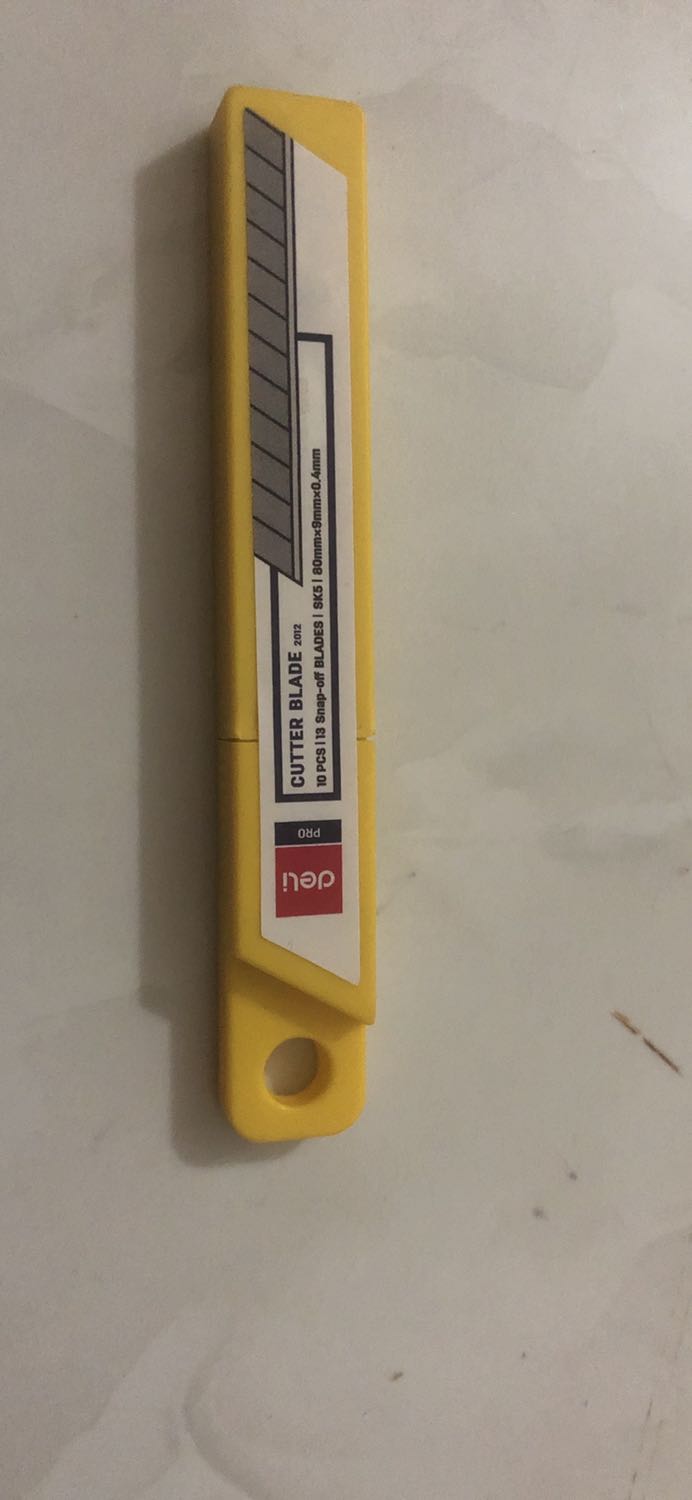 deli
PRO
CUTTER BLADE 2012
10 PCS | 13 Snap-off BLADES | SK5 | 80mm×9mm×0.4mm